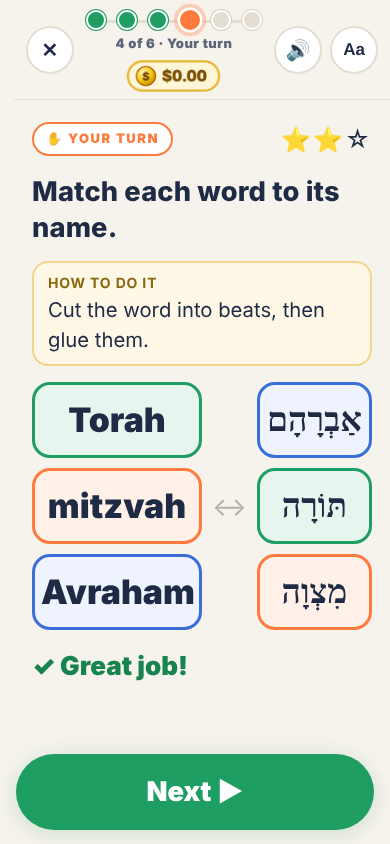 ✕
4 of 6 · Your turn
$ $0.00
🔊
Aa
✋ YOUR TURN
⭐⭐☆
Match each word to its
name.
HOW TO DO IT
Cut the word into beats, then
glue them.
Torah
אַבְרָהָם
mitzvah
↔
תּוֹרָה
Avraham
מִצְוָה
✓ Great job!
Next ▶